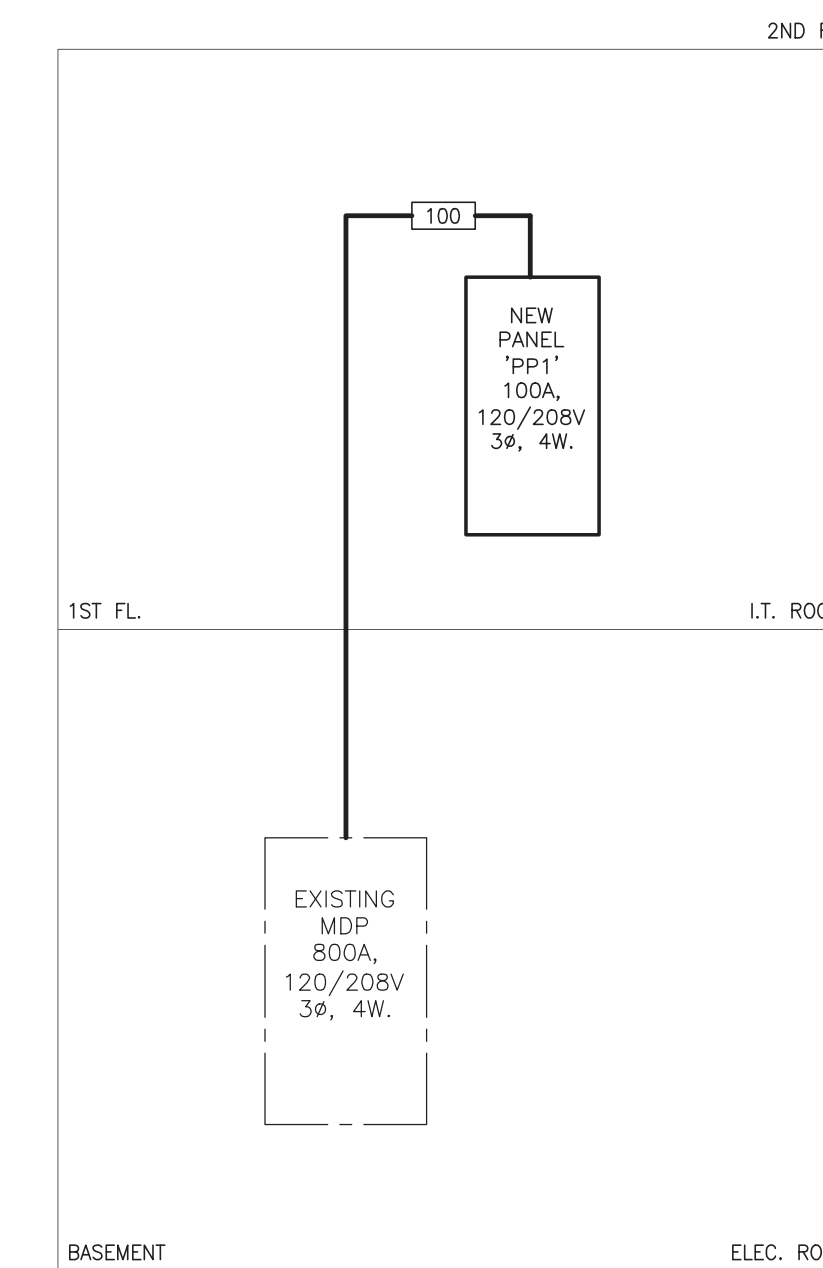 2ND
100
NEW
PANEL
'PP1'
100A,
120/208V
3ø, 4W.
1ST FL.
I.T.
EXISTING
MDP
800A,
120/208V
3ø, 4W.
BASEMENT
ELEC.